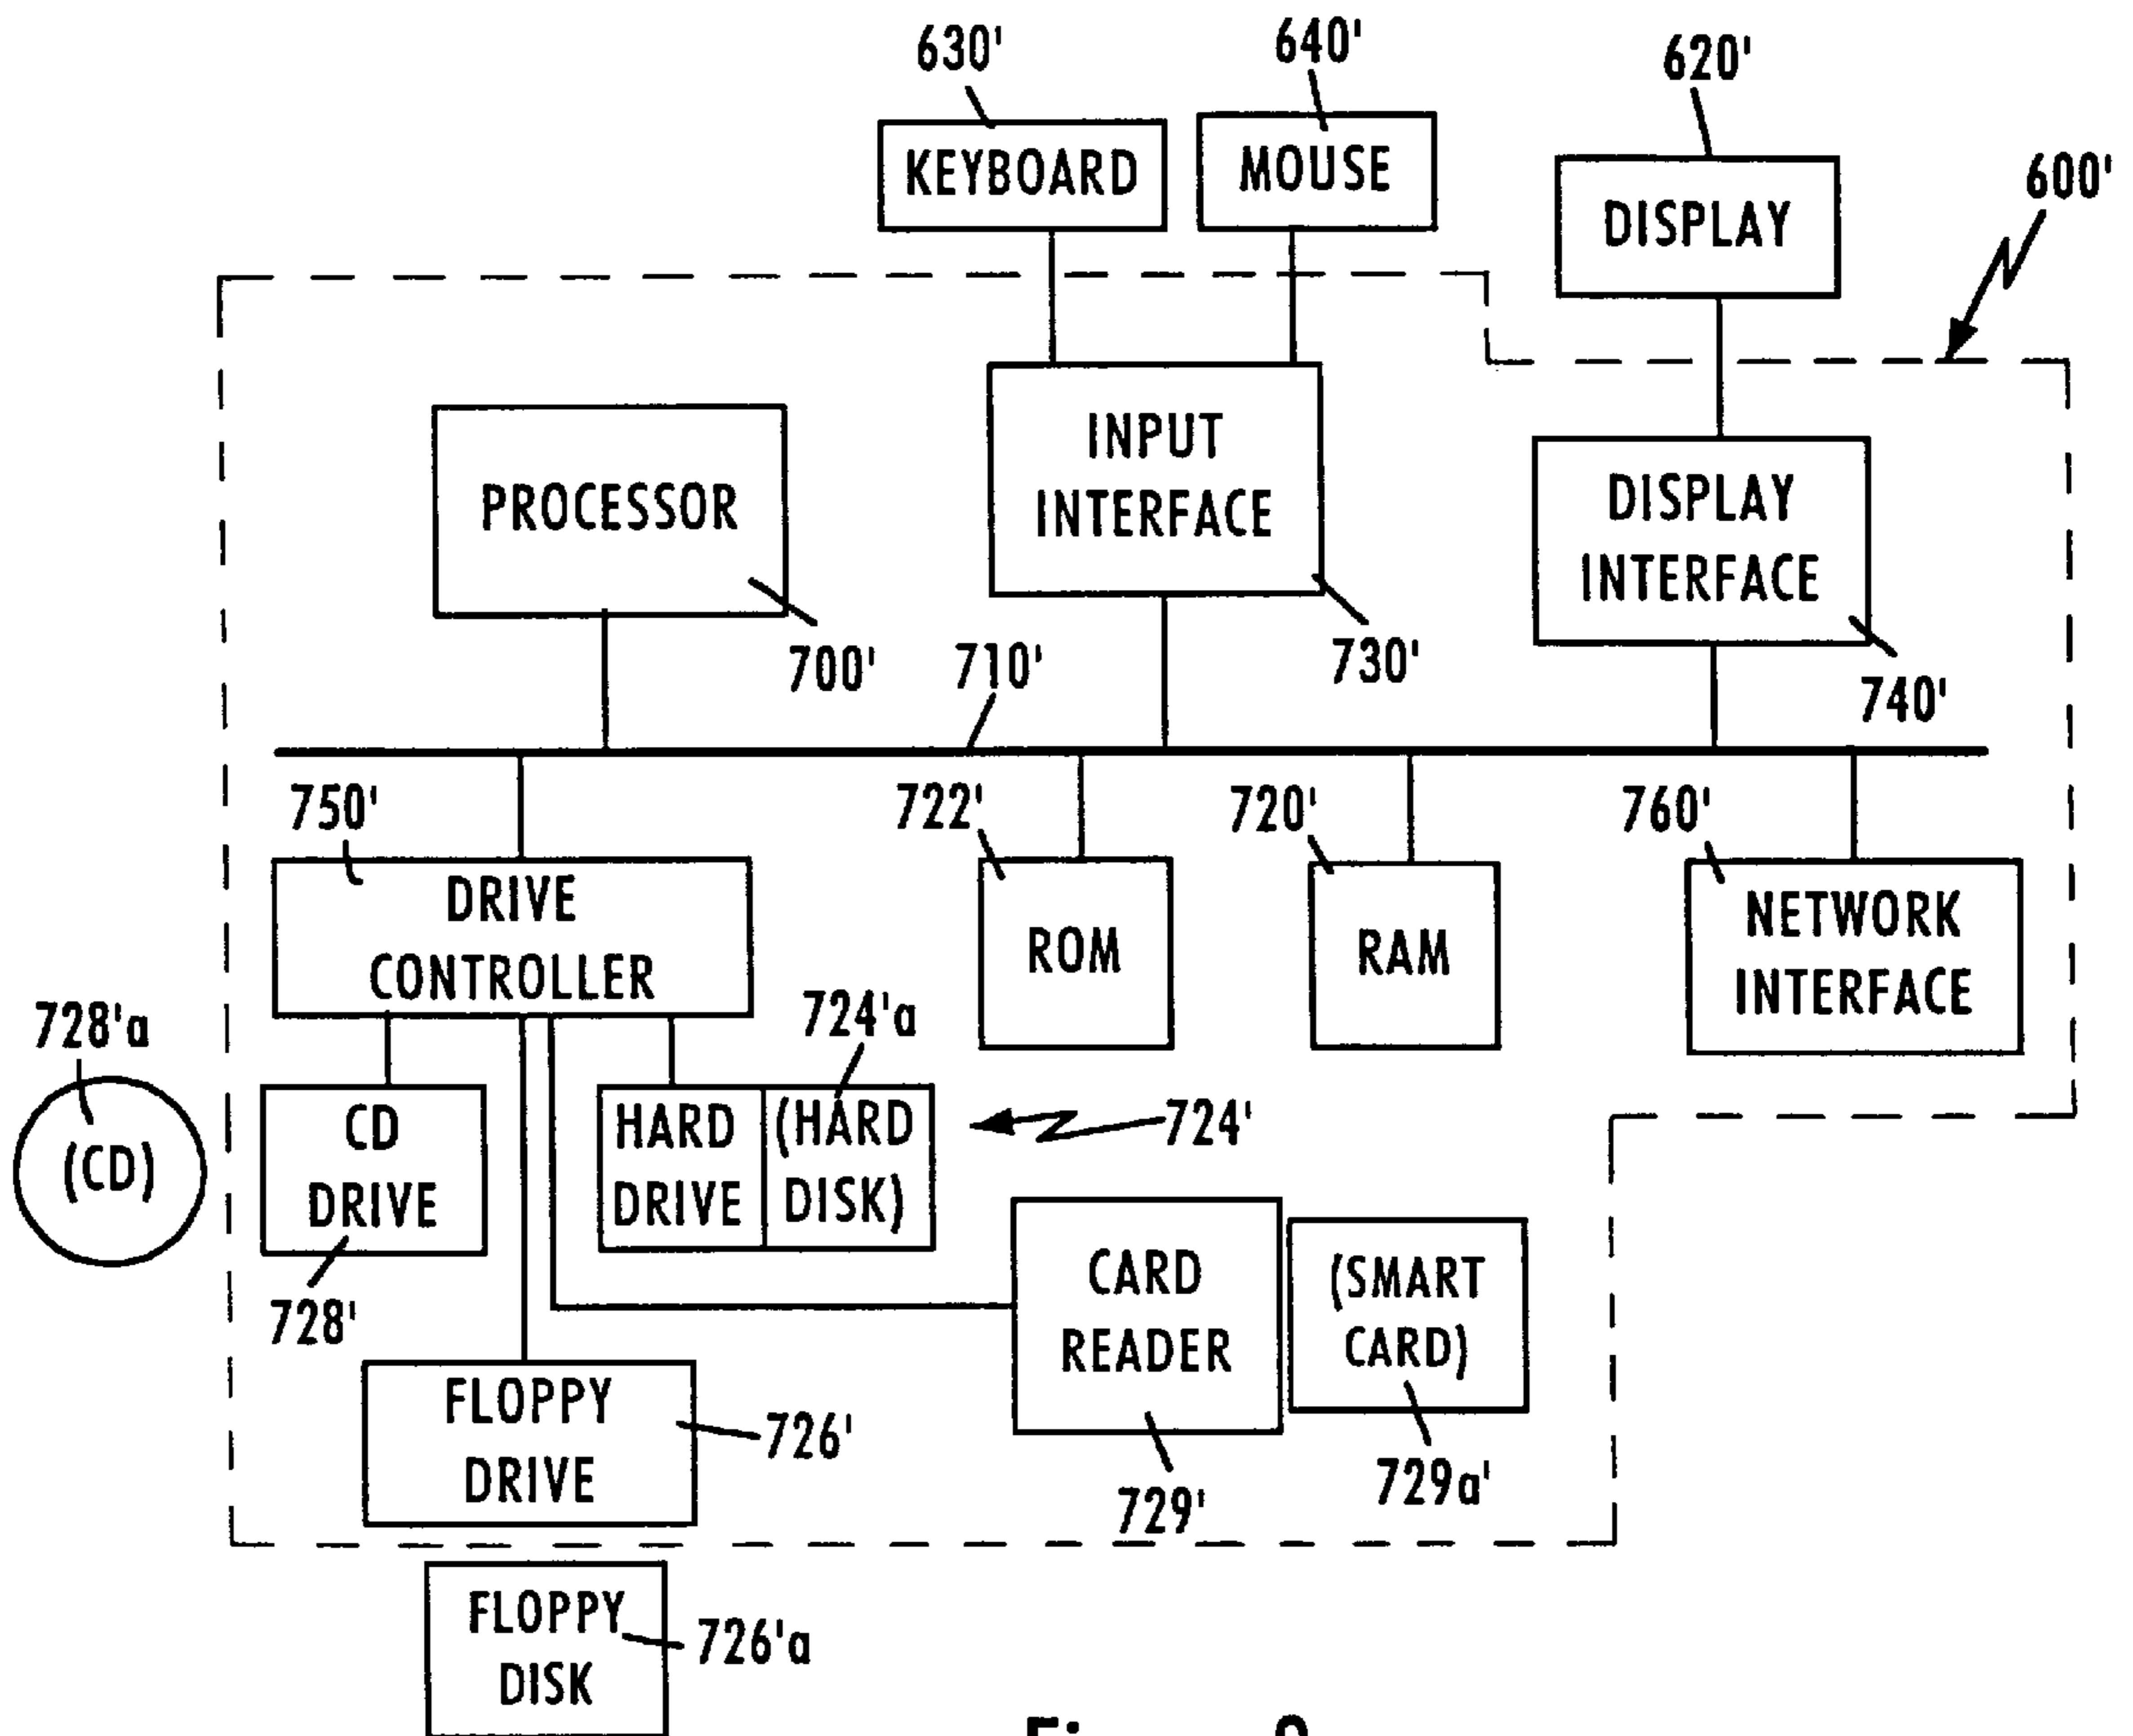 630'
640'
620'
600'
KEYBOARD
MOUSE
DISPLAY
PROCESSOR
INPUT
INTERFACE
DISPLAY
INTERFACE
700'
710'
730'
740'
750'
722'
720'
760'
DRIVE
CONTROLLER
ROM
RAM
NETWORK
INTERFACE
728'a
724'a
(CD)
CD
DRIVE
HARD
DRIVE
(HARD
DISK)
724'
728'
CARD
READER
(SMART
CARD)
FLOPPY
DRIVE
726'
729'
729a'
FLOPPY
DISK
726'a